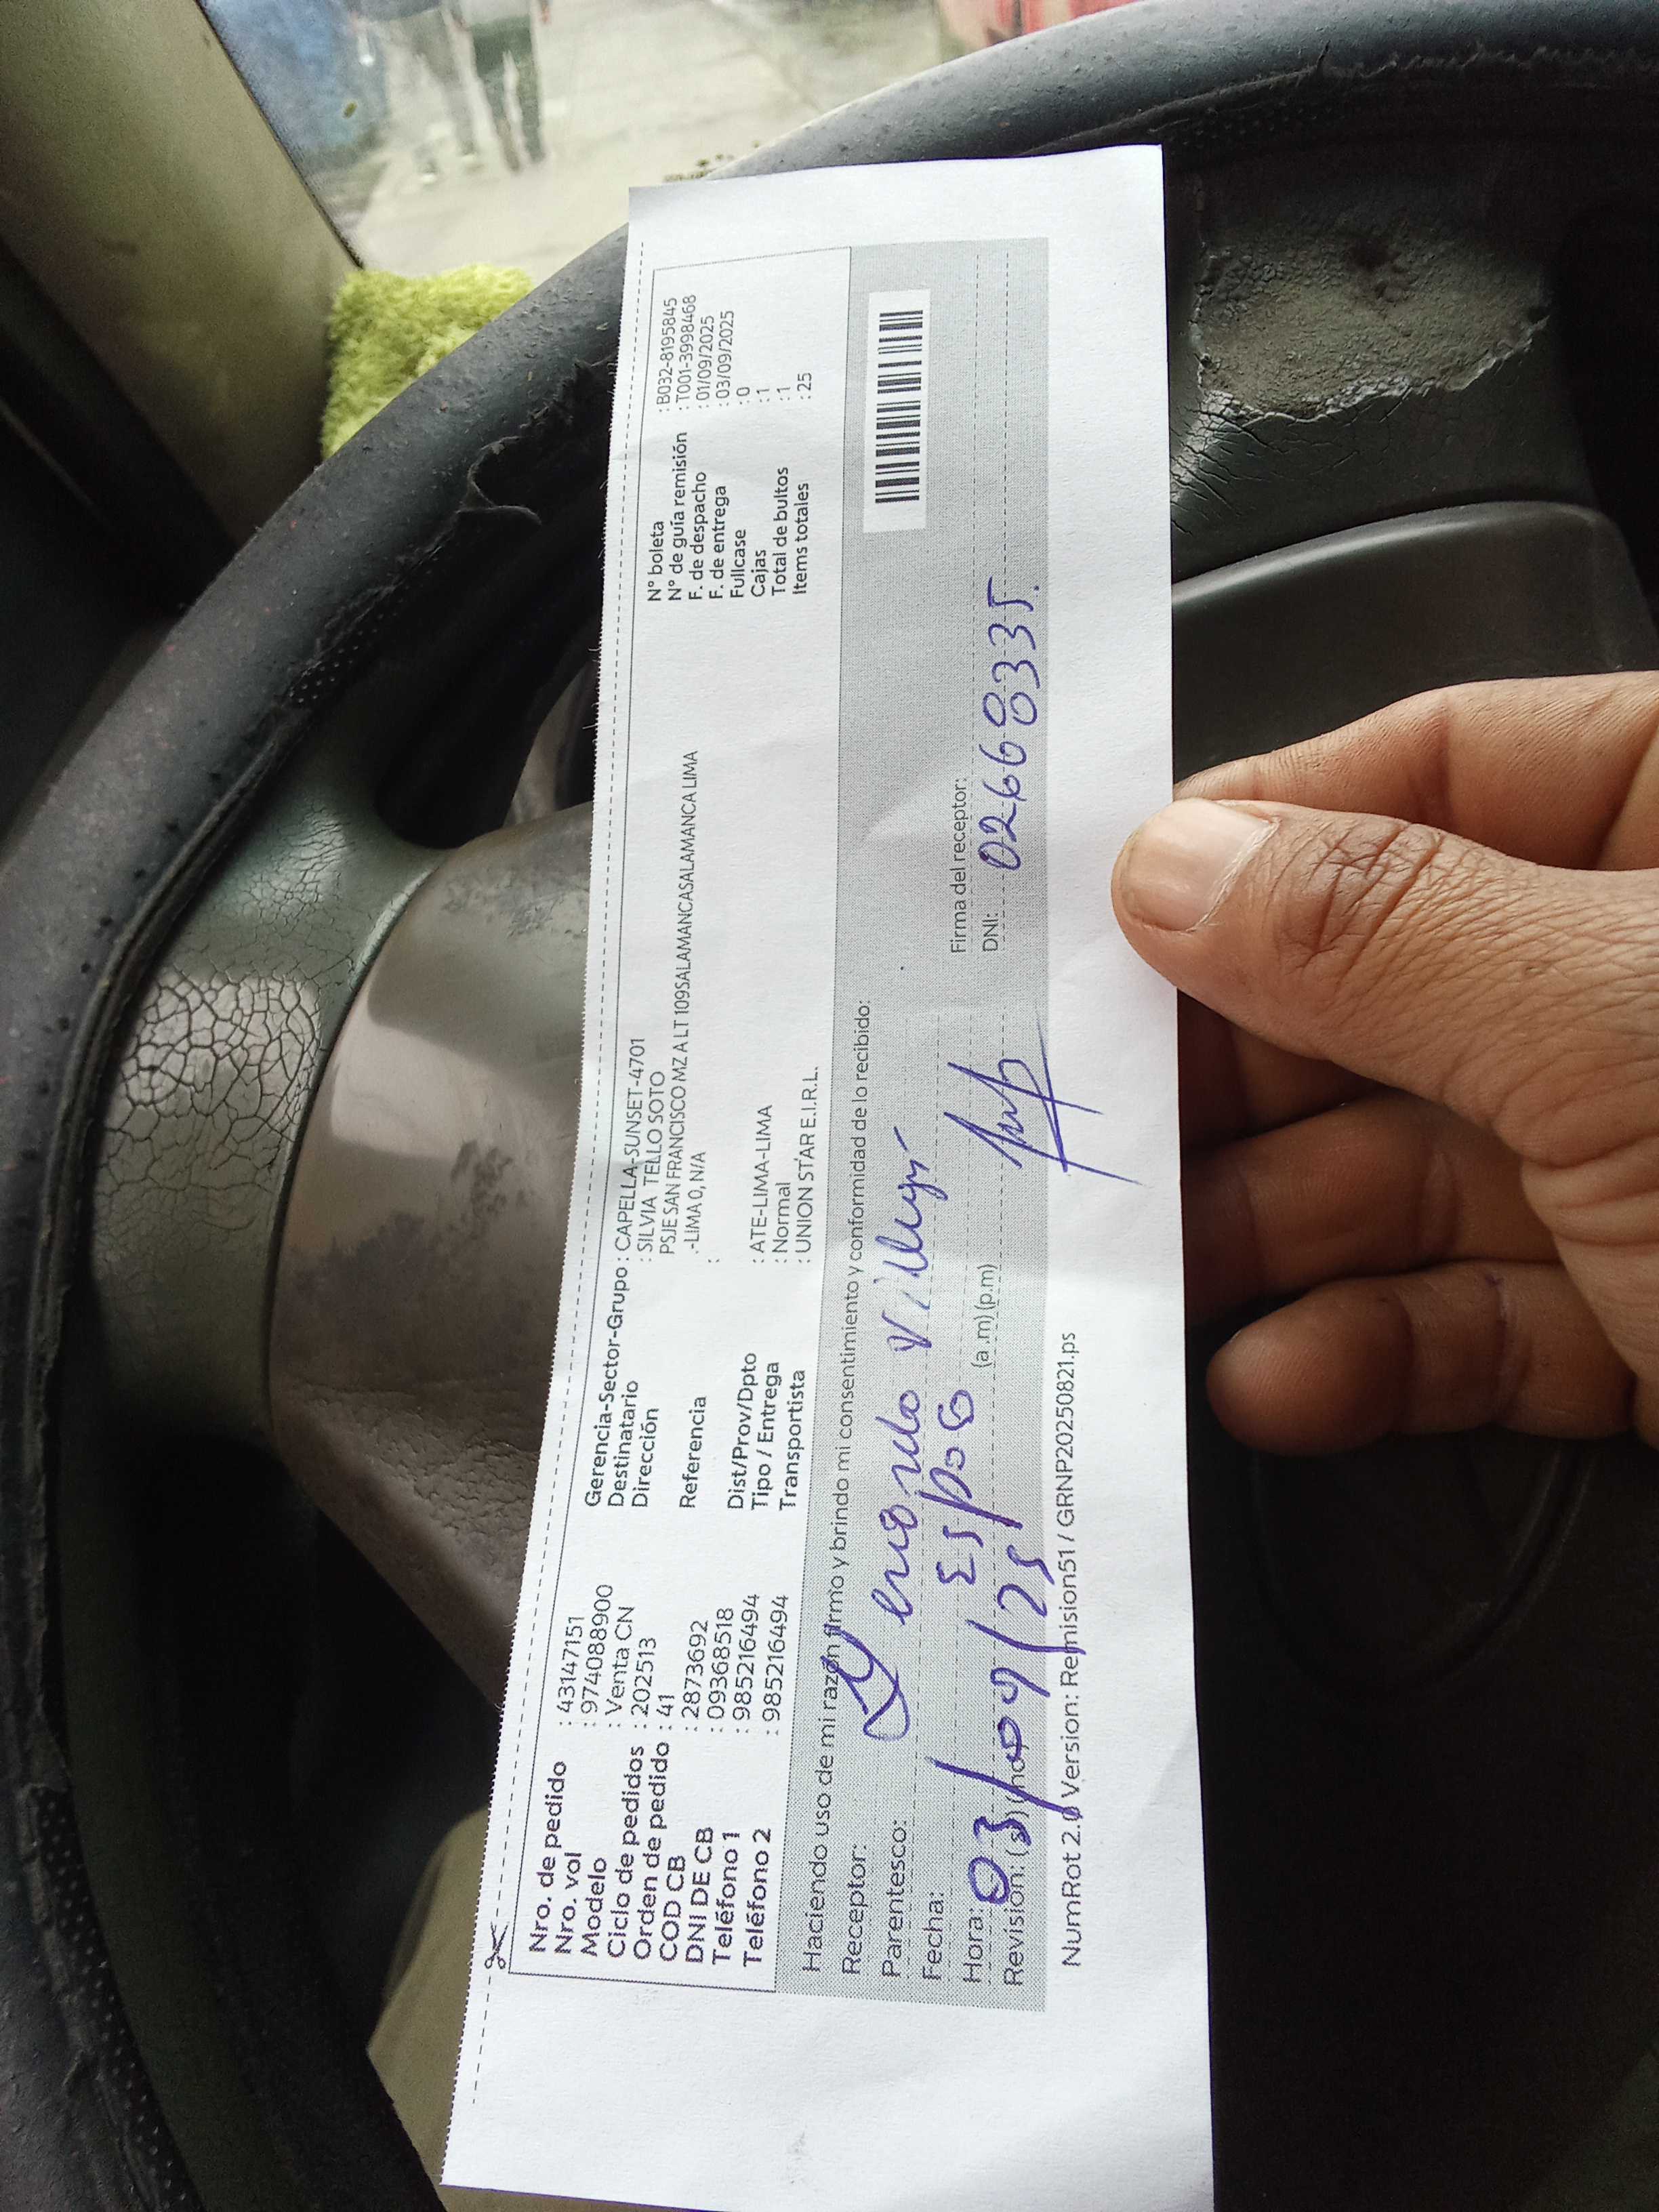 Nro. de pedido : 43147151
Nro. vol : 9740889900
Modelo : Venta CN
Ciclo de pedidos : 202513
Orden de pedido : 41
COD CB : 2873692
DNI DE CB : 09368518
Teléfono 1 : 985216494
Teléfono 2 : 985216494
Gerencia-Sector-Grupo : CAPELLA-SUNSET-4701
Destinatario : SILVIA TELLO SOTO
Dirección PSJE SAN FRANCISCO MZ A LT 109SALAMANCASALAMANCA LIMA
.-LIMA 0, N/A
Referencia :
Dist/Prov/Dpto : ATE-LIMA-LIMA
Tipo / Entrega : Normal
Transportista : UNION STAR E.I.R.L.
N° boleta : B032-8195845
N° de guía remisión : T001-3998468
F. de despacho : 01/09/2025
F. de entrega : 03/09/2025
Fullcase : 0
Cajas : 1
Total de bultos : 1
Items totales : 25
Haciendo uso de mi razón firmo y brindo mi consentimiento y conformidad de lo recibido:
Receptor:
Parentesco: Esposo
Fecha: 03/09/25
Hora: (a .m) (p.m)
Revisión: (s)
Firma del receptor:
DNI: 02668335
NumRot 2.0 Version: Remision51 / GRNP20250821.ps